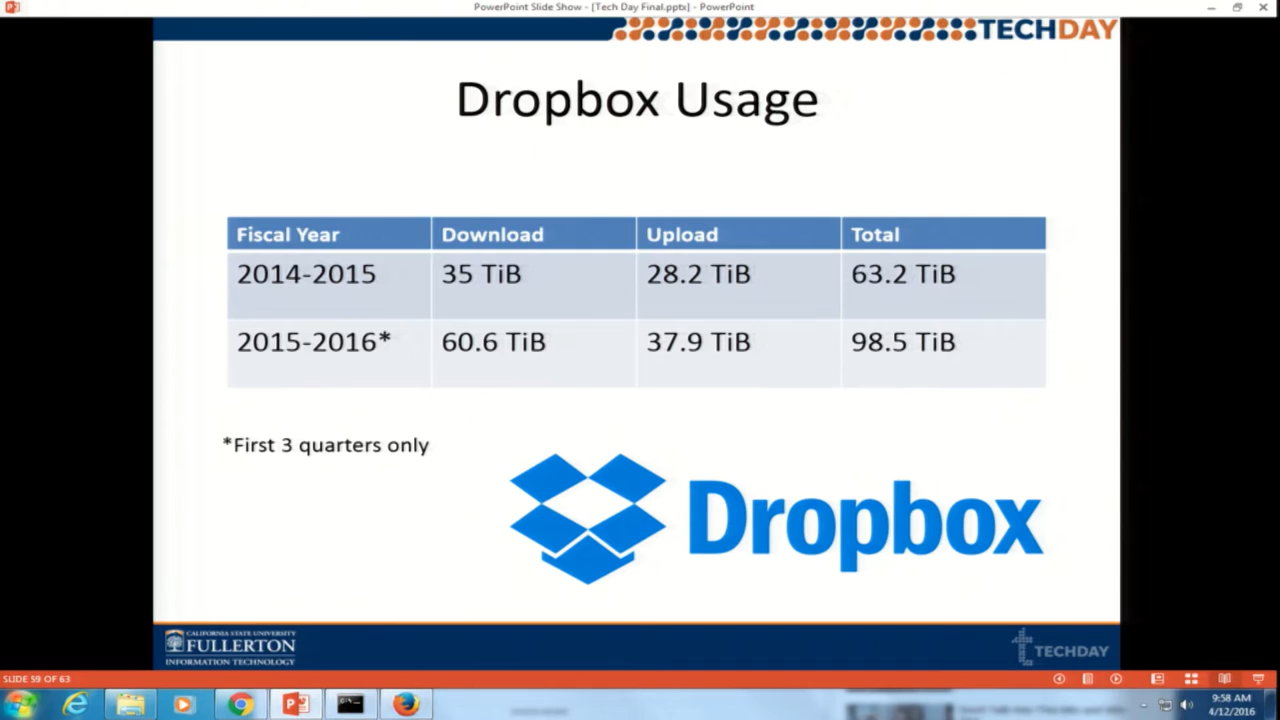 PowerPoint Slide Show - [Tech Day Final.pptx] - PowerPoint
TECHDAY
Dropbox Usage
Fiscal Year Download Upload Total
2014-2015 35 TiB 28.2 TiB 63.2 TiB
2015-2016* 60.6 TiB 37.9 TiB 98.5 TiB
*First 3 quarters only
Dropbox
CALIFORNIA STATE UNIVERSITY
FULLERTON
INFORMATION TECHNOLOGY
TECHDAY
SLIDE 59 OF 63
9:58 AM
4/12/2016